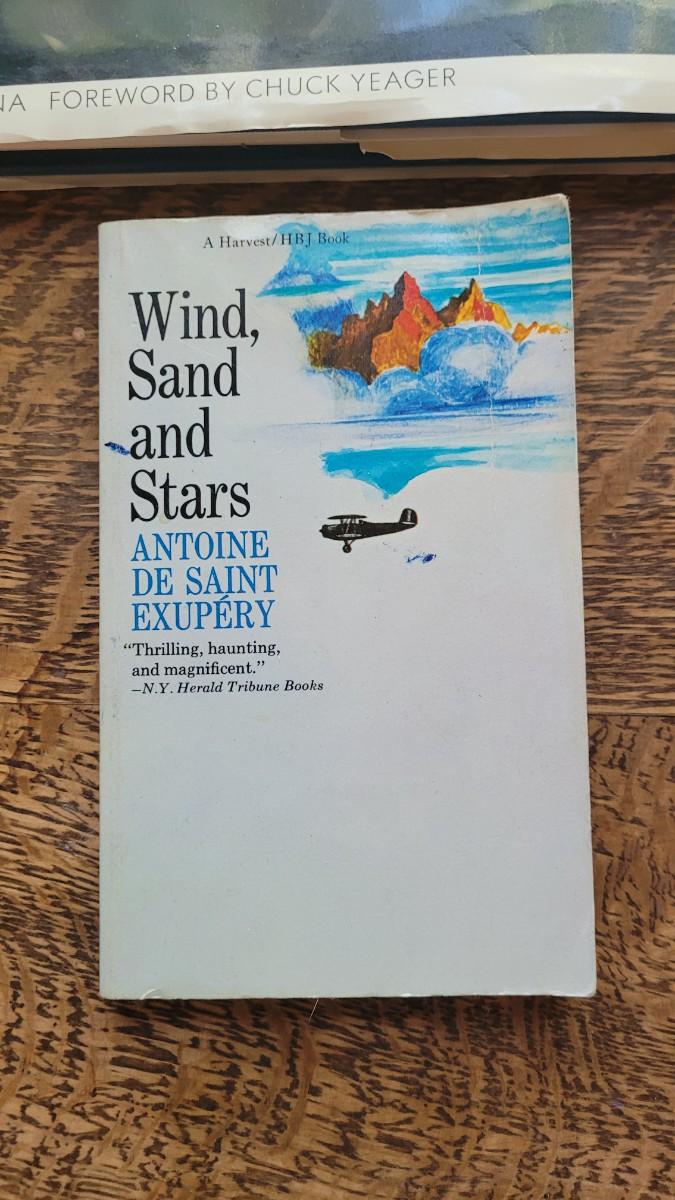 FOREWORD BY CHUCK YEAGER
A Harvest/HBJ Book
Wind,
Sand
and
Stars
ANTOINE
DE SAINT
EXUPÉRY
“Thrilling, haunting,
and magnificent.”
—N.Y. Herald Tribune Books